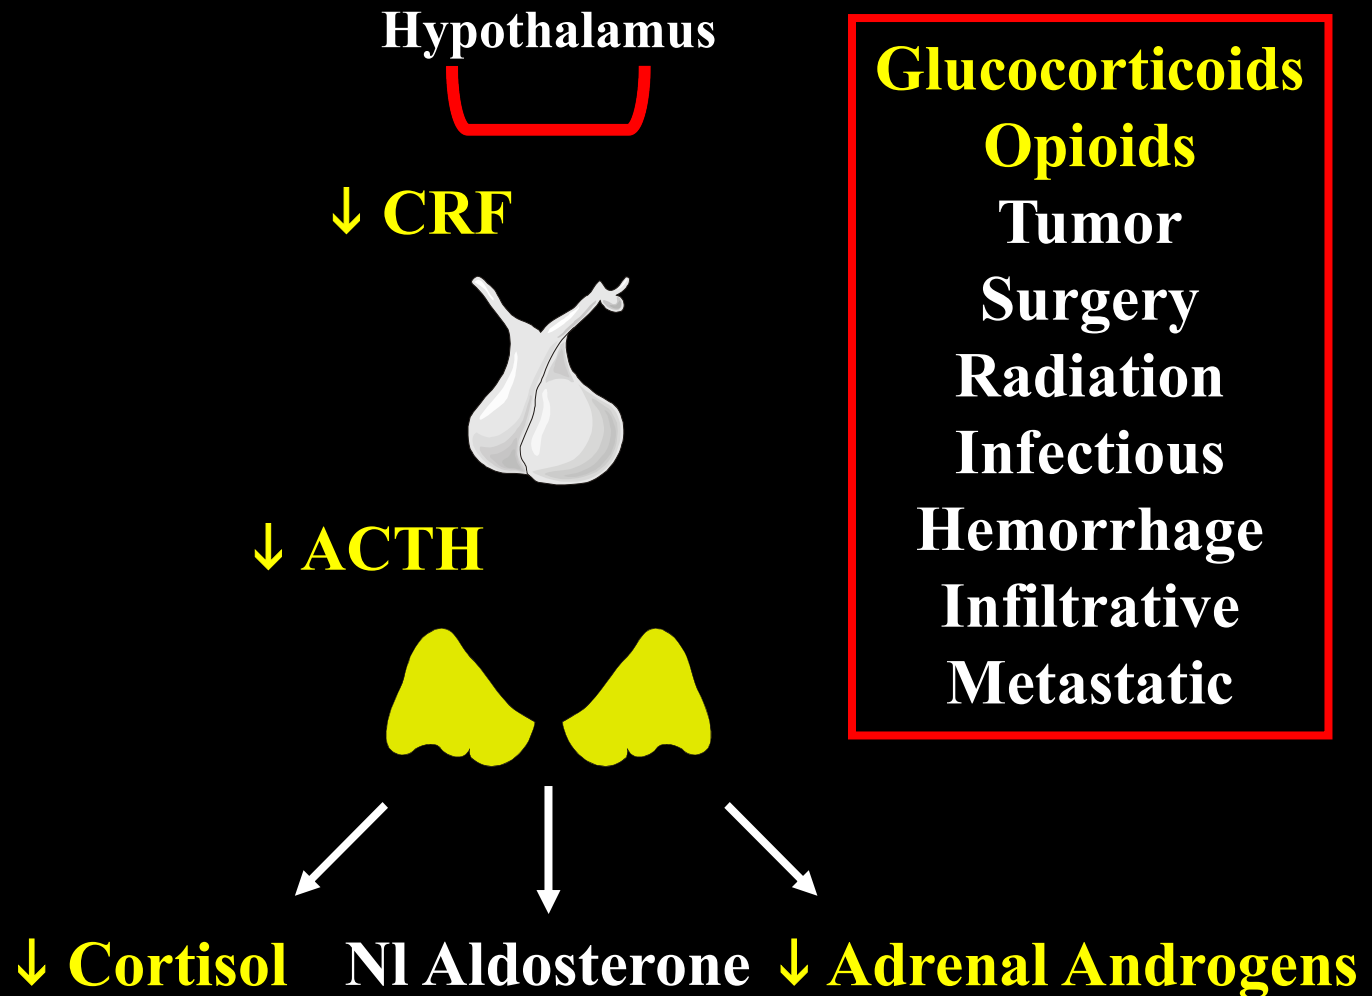 Hypothalamus
↓ CRF
↓ ACTH
↓ Cortisol
Nl Aldosterone
↓ Adrenal Androgens
Glucocorticoids
Opioids
Tumor
Surgery
Radiation
Infectious
Hemorrhage
Infiltrative
Metastatic